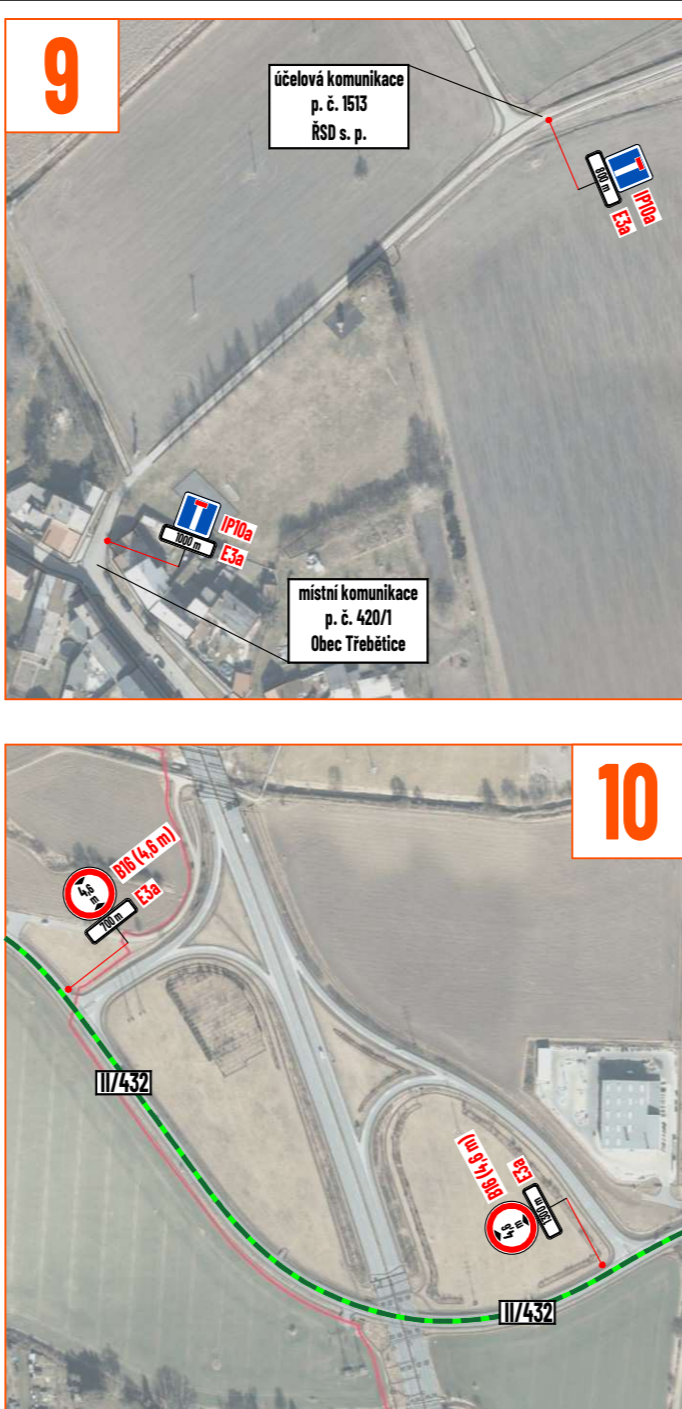 9
účelová komunikace
p. č. 1513
ŘSD s. p.
800 m
IP10a
E3a
IP10a
1000 m
E3a
místní komunikace
p. č. 420/1
Obec Třebětice
10
B16 (4,6 m)
4,6
m
E3a
700 m
II/432
B16 (4,6 m)
E3a
1300 m
4,6
m
II/432